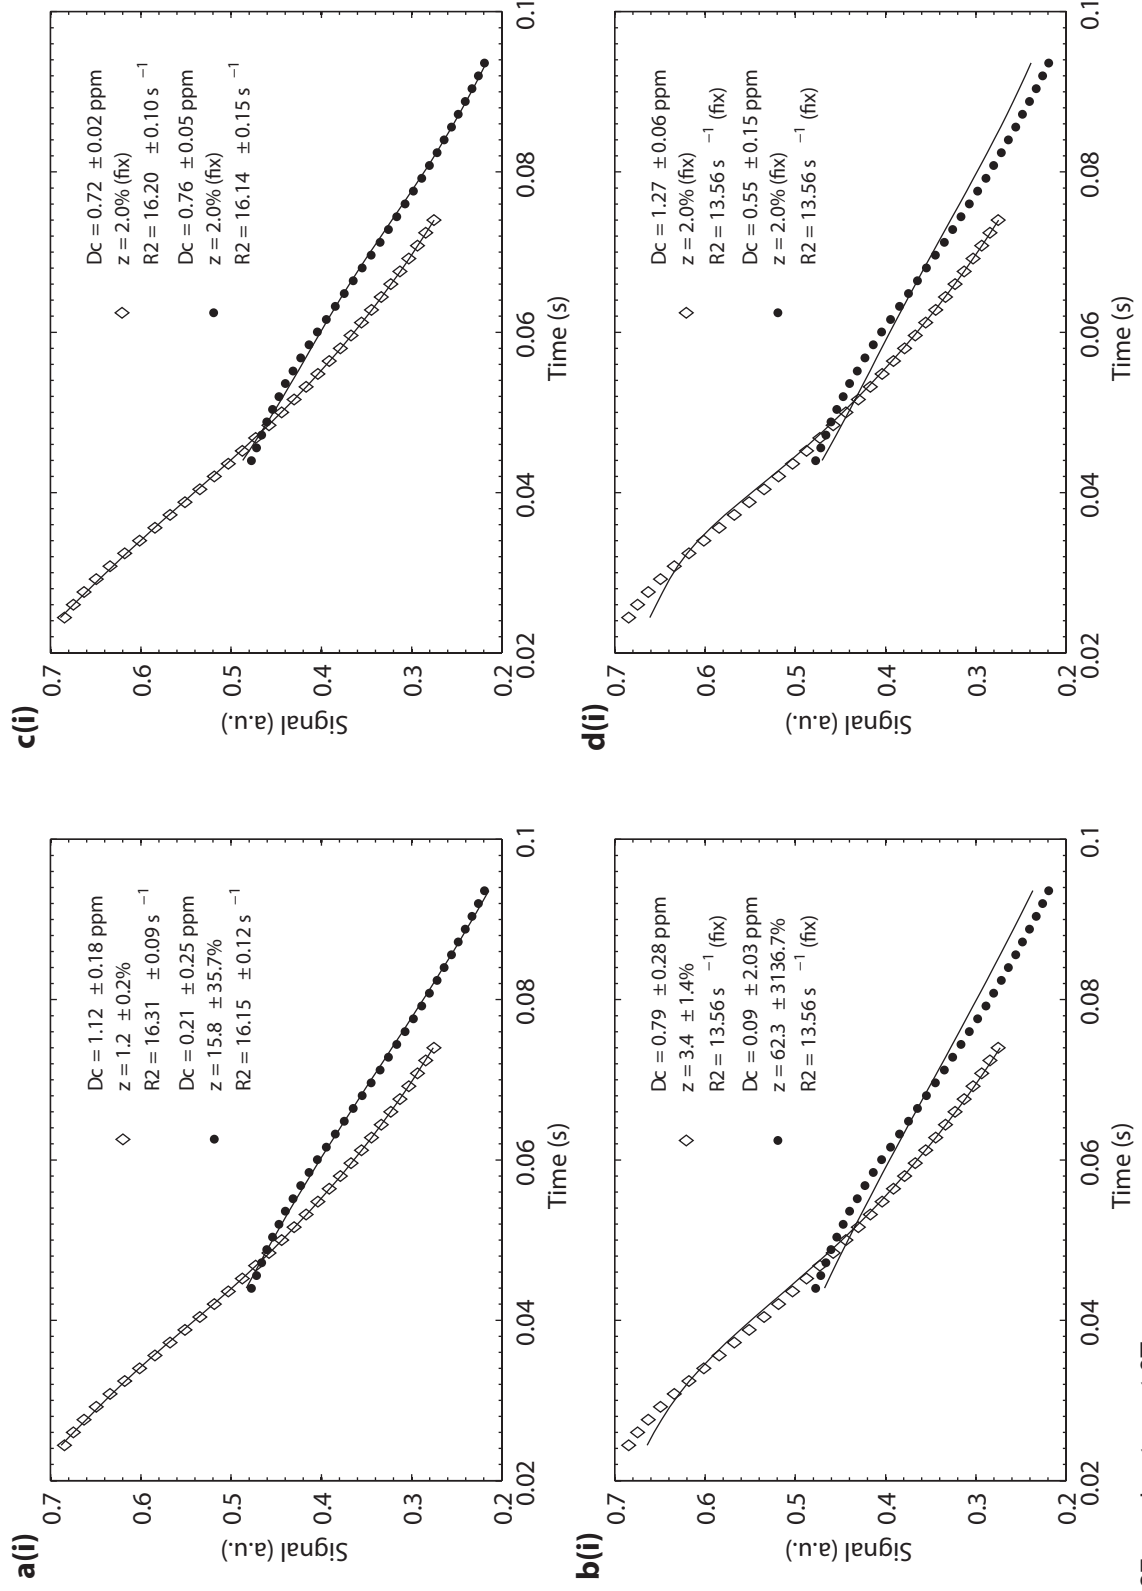 a(i)
Signal (a.u.)
0.7
0.6
0.5
0.4
0.3
0.2
Dc = 1.12 ± 0.18 ppm
z = 1.2 ± 0.2%
R2 = 16.31 ± 0.09 s −1
Dc = 0.21 ± 0.25 ppm
z = 15.8 ± 35.7%
R2 = 16.15 ± 0.12 s −1
0.02 0.04 0.06 0.08 0.1
Time (s)
c(i)
Signal (a.u.)
0.7
0.6
0.5
0.4
0.3
0.2
Dc = 0.72 ± 0.02 ppm
z = 2.0% (fix)
R2 = 16.20 ± 0.10 s −1
Dc = 0.76 ± 0.05 ppm
z = 2.0% (fix)
R2 = 16.14 ± 0.15 s −1
0.02 0.04 0.06 0.08 0.1
Time (s)
b(i)
Signal (a.u.)
0.7
0.6
0.5
0.4
0.3
0.2
Dc = 0.79 ± 0.28 ppm
z = 3.4 ± 1.4%
R2 = 13.56 s −1 (fix)
Dc = 0.09 ± 2.03 ppm
z = 62.3 ± 3136.7%
R2 = 13.56 s −1 (fix)
0.02 0.04 0.06 0.08 0.1
Time (s)
d(i)
Signal (a.u.)
0.7
0.6
0.5
0.4
0.3
0.2
Dc = 1.27 ± 0.06 ppm
z = 2.0% (fix)
R2 = 13.56 s −1 (fix)
Dc = 0.55 ± 0.15 ppm
z = 2.0% (fix)
R2 = 13.56 s −1 (fix)
0.02 0.04 0.06 0.08 0.1
Time (s)